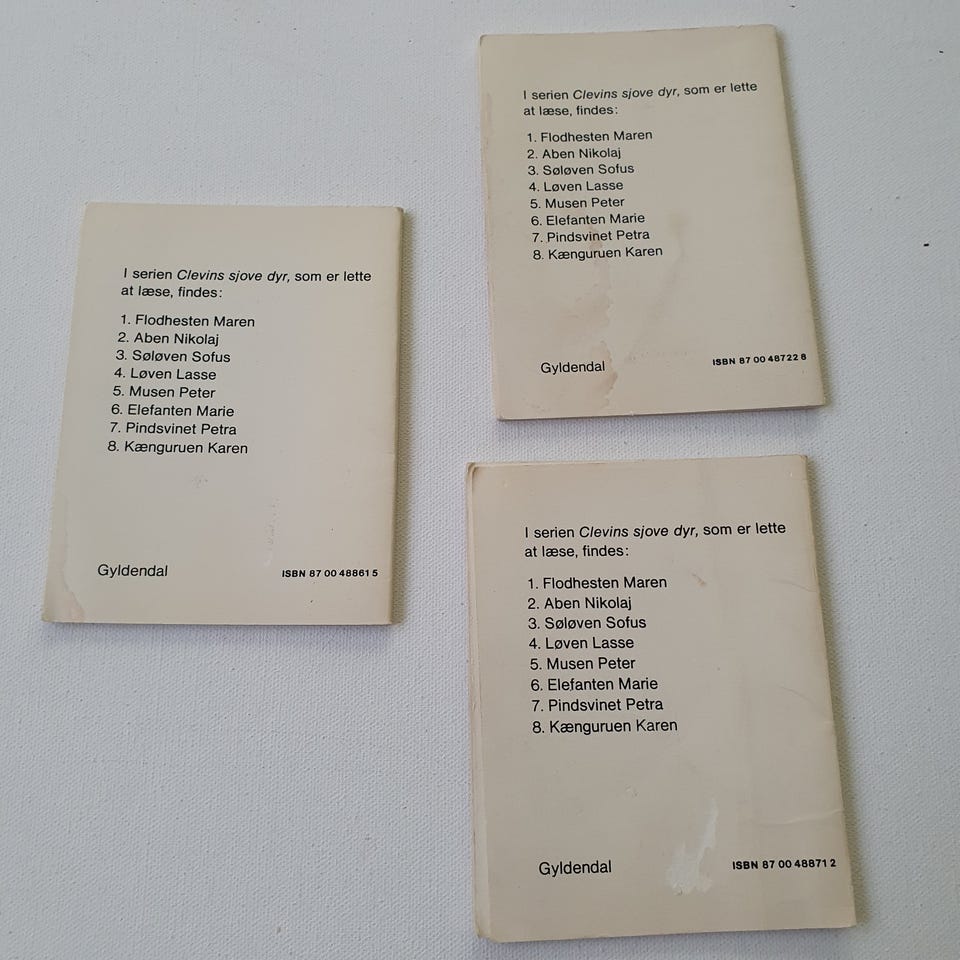 I serien Clevins sjove dyr, som er lette
at læse, findes:
1. Flodhesten Maren
2. Aben Nikolaj
3. Søløven Sofus
4. Løven Lasse
5. Musen Peter
6. Elefanten Marie
7. Pindsvinet Petra
8. Kænguruen Karen
Gyldendal
ISBN 87 00 48861 5
I serien Clevins sjove dyr, som er lette
at læse, findes:
1. Flodhesten Maren
2. Aben Nikolaj
3. Søløven Sofus
4. Løven Lasse
5. Musen Peter
6. Elefanten Marie
7. Pindsvinet Petra
8. Kænguruen Karen
Gyldendal
ISBN 87 00 48722 8
I serien Clevins sjove dyr, som er lette
at læse, findes:
1. Flodhesten Maren
2. Aben Nikolaj
3. Søløven Sofus
4. Løven Lasse
5. Musen Peter
6. Elefanten Marie
7. Pindsvinet Petra
8. Kænguruen Karen
Gyldendal
ISBN 87 00 48871 2